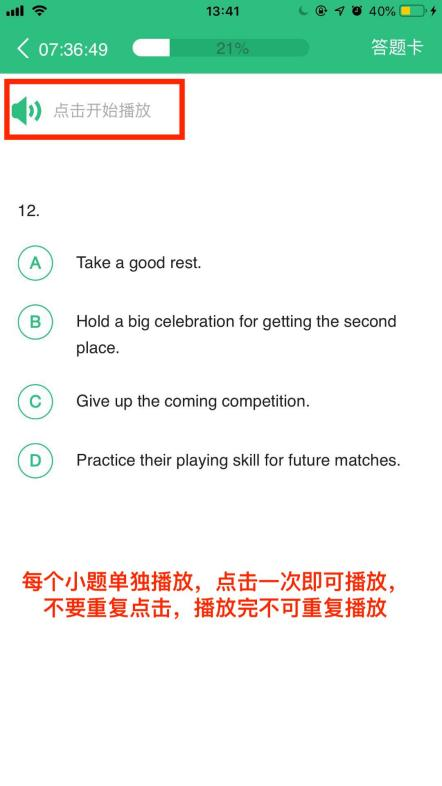 13:41
40%
07:36:49
21%
答题卡
点击开始播放
12.
A Take a good rest.
B Hold a big celebration for getting the second
place.
C Give up the coming competition.
D Practice their playing skill for future matches.
每个小题单独播放，点击一次即可播放，
不要重复点击，播放完不可重复播放